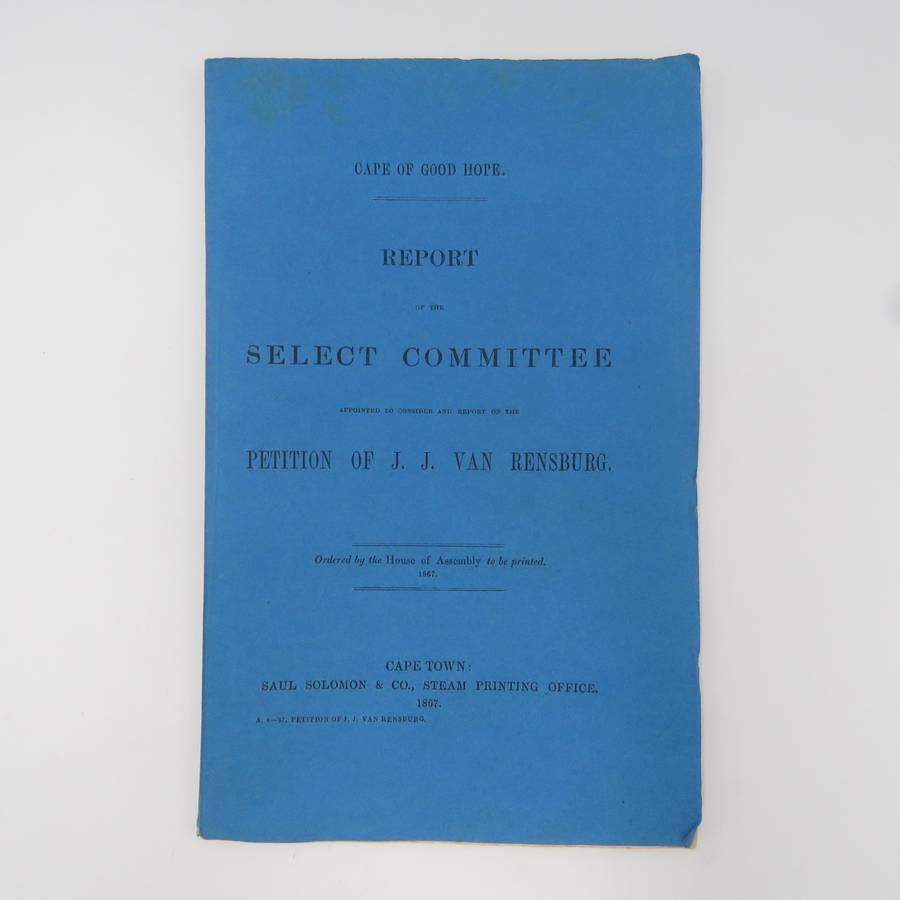 CAPE OF GOOD HOPE.
REPORT
OF THE
SELECT COMMITTEE
APPOINTED TO CONSIDER AND REPORT ON THE
PETITION OF J. J. VAN RENSBURG.
Ordered by the House of Assembly to be printed.
1867.
CAPE TOWN:
SAUL SOLOMON & CO., STEAM PRINTING OFFICE.
1867.
PETITION OF J. J. VAN RENSBURG.